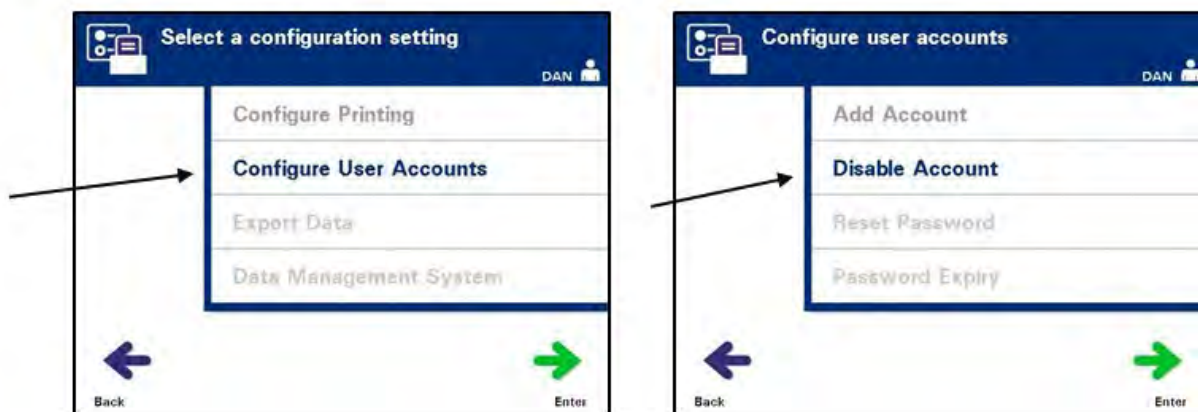 Select a configuration setting
DAN
Configure Printing
Configure User Accounts
Export Data
Data Management System
Back
Enter
Configure user accounts
DAN
Add Account
Disable Account
Reset Password
Password Expiry
Back
Enter